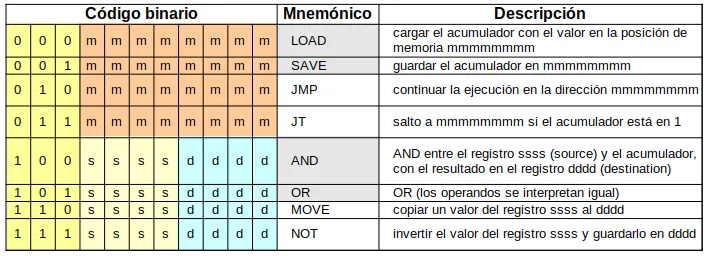 Código binario Mnemónico Descripción
0 0 0 m m m m m m m m LOAD cargar el acumulador con el valor en la posición de
memoria mmmmmmmm
0 0 1 m m m m m m m m SAVE guardar el acumulador en mmmmmmmm
0 1 0 m m m m m m m m JMP continuar la ejecución en la dirección mmmmmmmm
0 1 1 m m m m m m m m JT salto a mmmmmmmm si el acumulador está en 1
1 0 0 s s s s d d d d AND AND entre el registro ssss (source) y el acumulador,
con el resultado en el registro dddd (destination)
1 0 1 s s s s d d d d OR OR (los operandos se interpretan igual)
1 1 0 s s s s d d d d MOVE copiar un valor del registro ssss al dddd
1 1 1 s s s s d d d d NOT invertir el valor del registro ssss y guardarlo en dddd